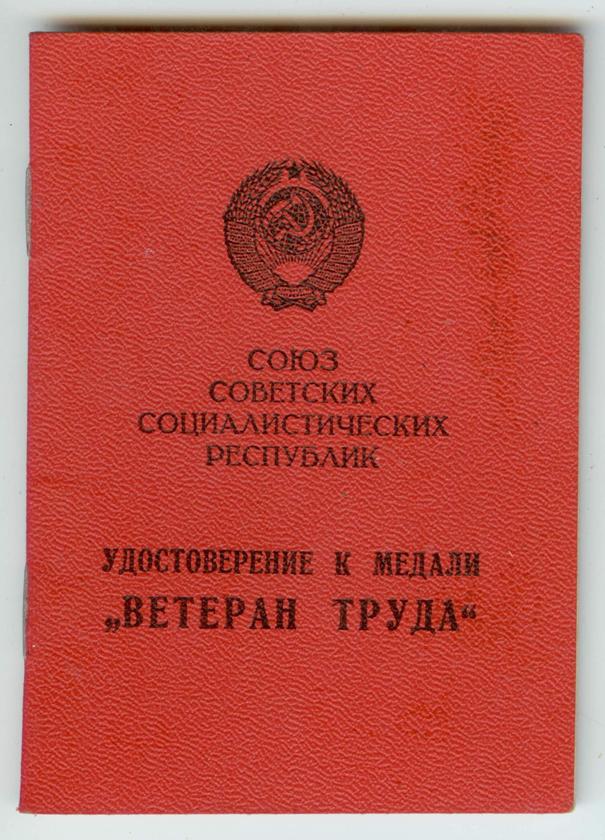 СОЮЗ
СОВЕТСКИХ
СОЦИАЛИСТИЧЕСКИХ
РЕСПУБЛИК
УДОСТОВЕРЕНИЕ К МЕДАЛИ
„ВЕТЕРАН ТРУДА“